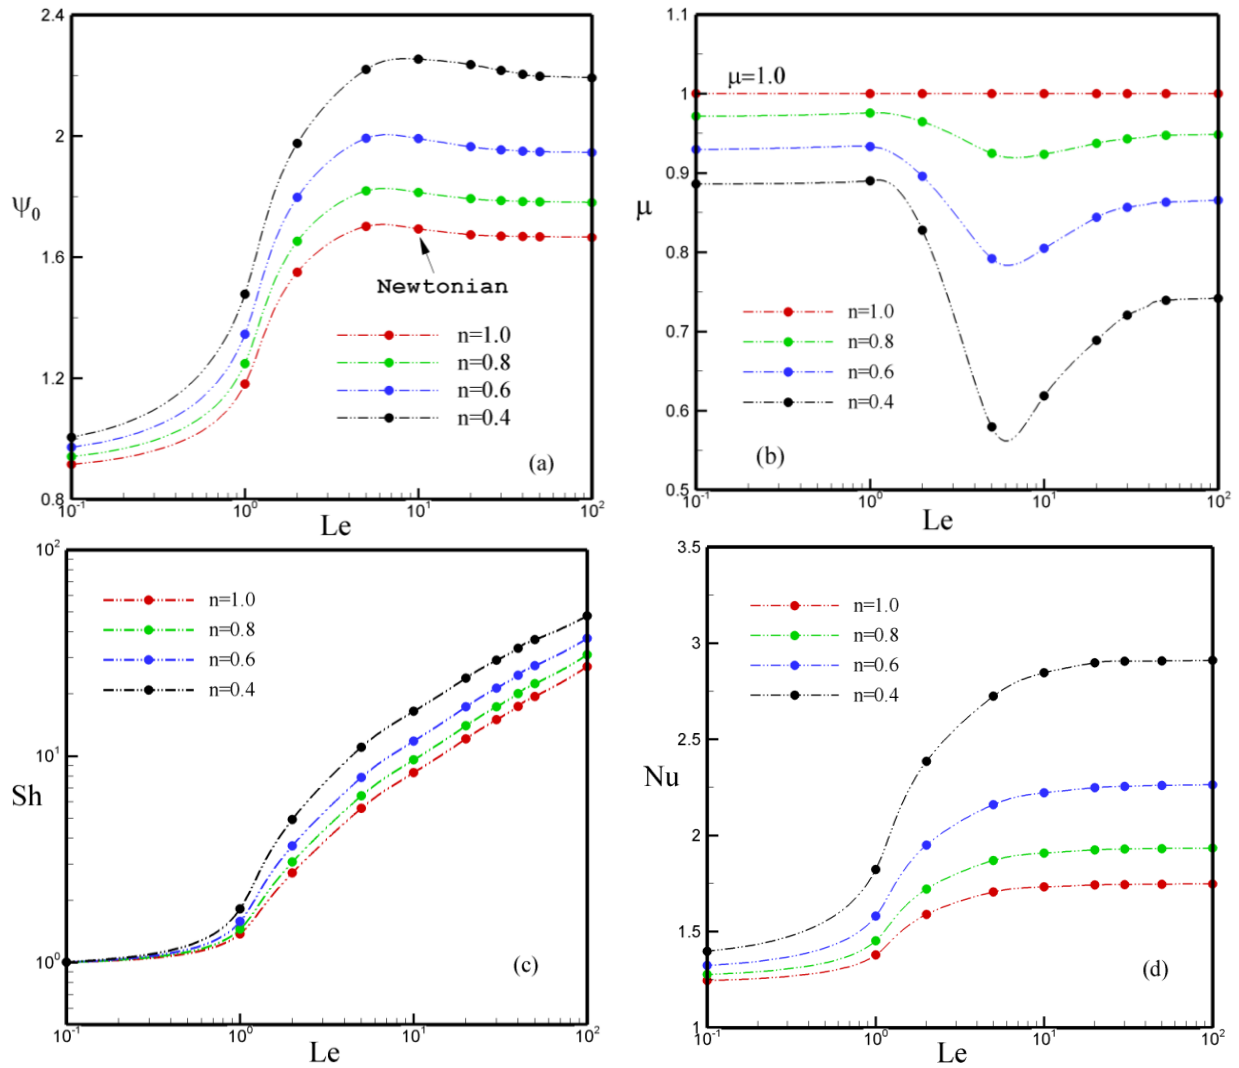 2.4
2
1.6
1.2
0.8
ψ0
Newtonian
n=1.0
n=0.8
n=0.6
n=0.4
(a)
10-1 100 101 102
Le
1.1
1
0.9
0.8
0.7
0.6
0.5
μ
μ=1.0
n=1.0
n=0.8
n=0.6
n=0.4
(b)
10-1 100 101 102
Le
102
101
100
Sh
n=1.0
n=0.8
n=0.6
n=0.4
(c)
10-1 100 101 102
Le
3.5
3
2.5
2
1.5
1
Nu
n=1.0
n=0.8
n=0.6
n=0.4
(d)
10-1 100 101 102
Le